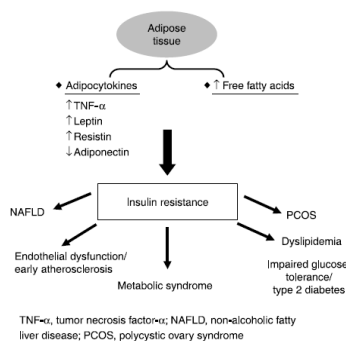 Adipose
tissue
◆ Adipocytokines
◆ ↑ Free fatty acids
↑TNF-α
↑Leptin
↑Resistin
↓Adiponectin
Insulin resistance
NAFLD
PCOS
Endothelial dysfunction/
early atherosclerosis
Dyslipidemia
Metabolic syndrome
Impaired glucose
tolerance/
type 2 diabetes
TNF-α, tumor necrosis factor-α; NAFLD, non-alcoholic fatty
liver disease; PCOS, polycystic ovary syndrome